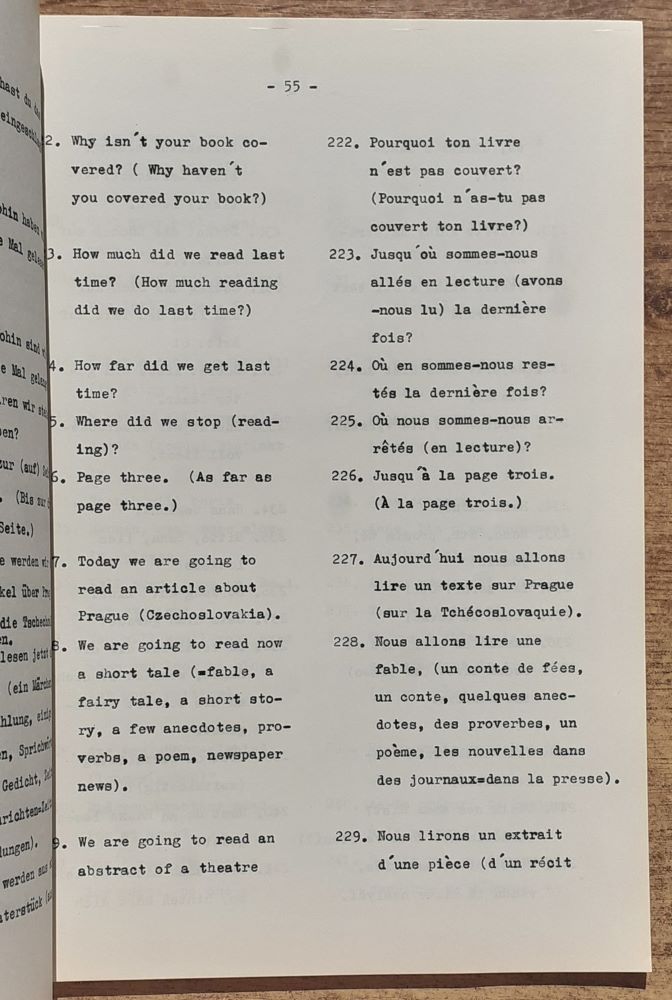 - 55 -
2. Why isn´t your book co-
vered? ( Why haven´t
you covered your book?)
3. How much did we read last
time? (How much reading
did we do last time?)
4. How far did we get last
time?
5. Where did we stop (read-
ing)?
6. Page three. (As far as
page three.)
7. Today we are going to
read an article about
Prague (Czechoslovakia).
8. We are going to read now
a short tale (=fable, a
fairy tale, a short sto-
ry, a few anecdotes, pro-
verbs, a poem, newspaper
news).
9. We are going to read an
abstract of a theatre
222. Pourquoi ton livre
n´est pas couvert?
(Pourquoi n´as-tu pas
couvert ton livre?)
223. Jusqu´où sommes-nous
allés en lecture (avons
-nous lu) la dernière
fois?
224. Où en sommes-nous res-
tés la dernière fois?
225. Où nous sommes-nous ar-
rêtés (en lecture)?
226. Jusqu´à la page trois.
(À la page trois.)
227. Aujourd´hui nous allons
lire un texte sur Prague
(sur la Tchécoslovaquie).
228. Nous allons lire une
fable, (un conte de fées,
un conte, quelques anec-
dotes, des proverbes, un
poème, les nouvelles dans
des journaux=dans la presse).
229. Nous lirons un extrait
d´une pièce (d´un récit